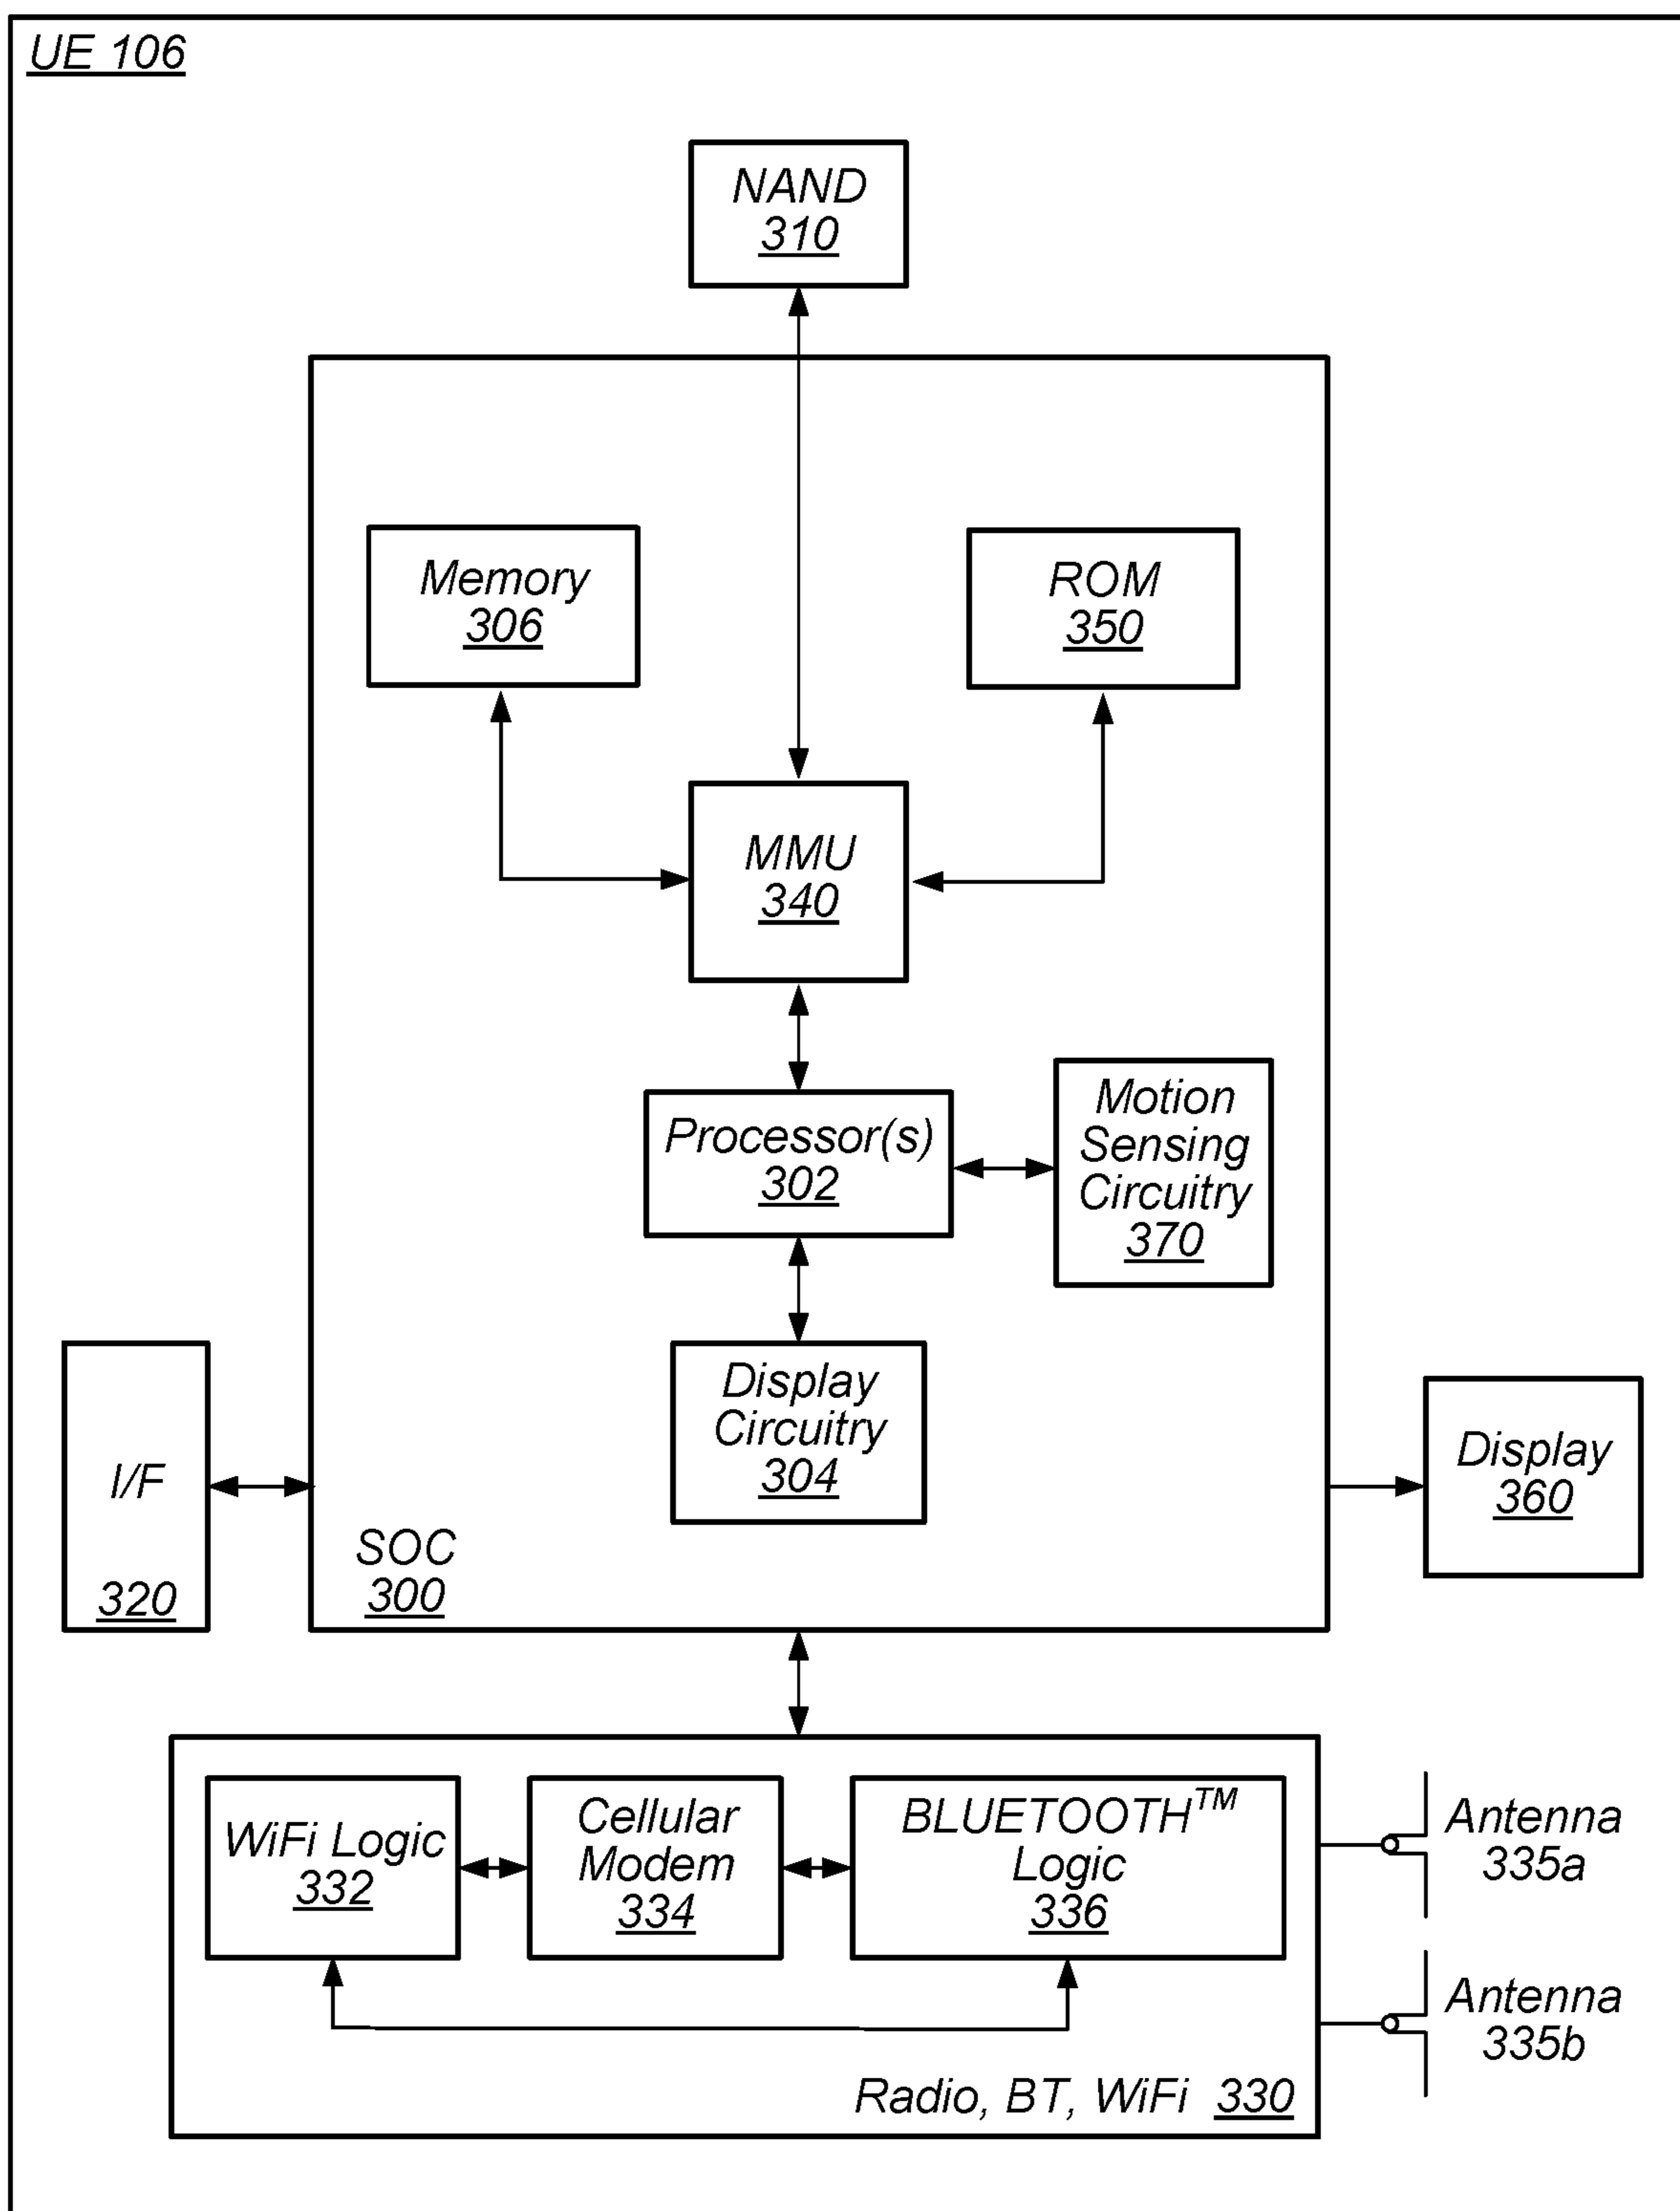 UE 106
NAND
310
Memory
306
ROM
350
MMU
340
Processor(s)
302
Motion
Sensing
Circuitry
370
Display
Circuitry
304
I/F
320
SOC
300
Display
360
WiFi Logic
332
Cellular
Modem
334
BLUETOOTH™
Logic
336
Antenna
335a
Antenna
335b
Radio, BT, WiFi 330